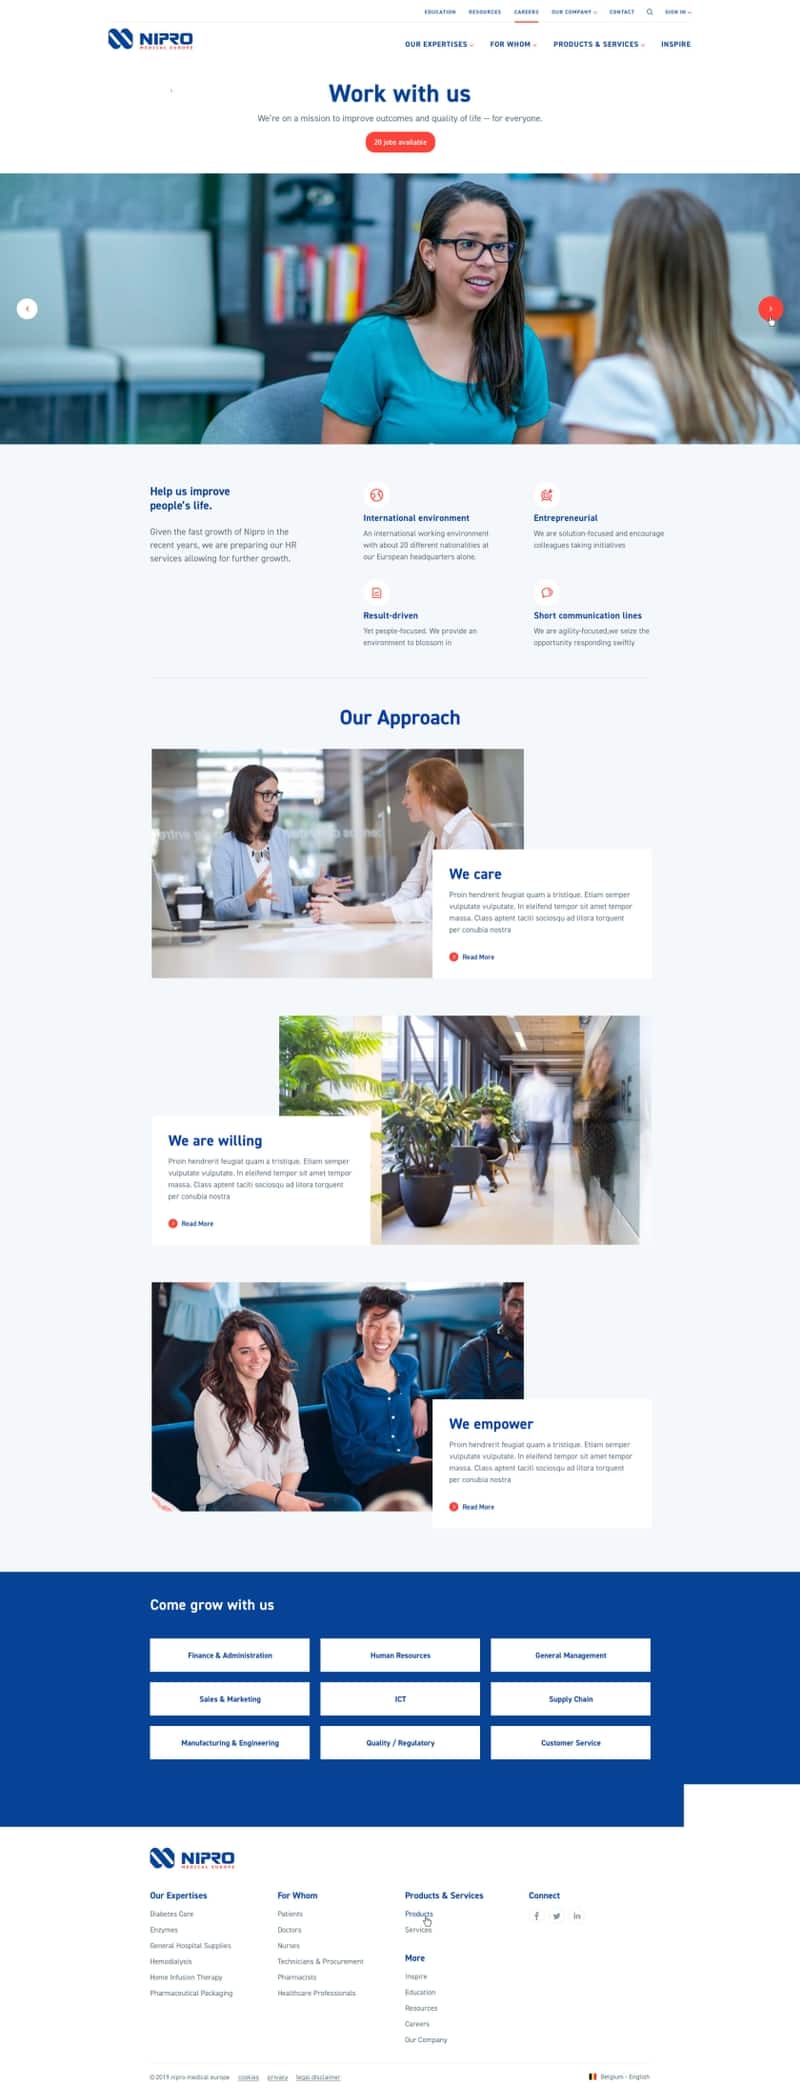 EDUCATION RESOURCES CAREERS OUR COMPANY CONTACT SIGN IN
NIPRO
MEDICAL EUROPE
OUR EXPERTISES FOR WHOM PRODUCTS & SERVICES INSPIRE
Work with us
We're on a mission to improve outcomes and quality of life – for everyone.
20 jobs available
Help us improve
people's life.
Given the fast growth of Nipro in the
recent years, we are preparing our HR
services allowing for further growth.
International environment
An international working environment
with about 20 different nationalities at
our European headquarters alone.
Entrepreneurial
We are solution-focused and encourage
colleagues taking initiatives
Result-driven
Yet people-focused. We provide an
environment to blossom in
Short communication lines
We are agility-focused,we seize the
opportunity responding swiftly
Our Approach
We care
Proin hendrerit feugiat quam a tristique. Etiam semper
vulputate vulputate. In eleifend tempor sit amet tempor
massa. Class aptent taciti sociosqu ad litora torquent
per conubia nostra
Read More
We are willing
Proin hendrerit feugiat quam a tristique. Etiam semper
vulputate vulputate. In eleifend tempor sit amet tempor
massa. Class aptent taciti sociosqu ad litora torquent
per conubia nostra
Read More
We empower
Proin hendrerit feugiat quam a tristique. Etiam semper
vulputate vulputate. In eleifend tempor sit amet tempor
massa. Class aptent taciti sociosqu ad litora torquent
per conubia nostra
Read More
Come grow with us
Finance & Administration Human Resources General Management
Sales & Marketing ICT Supply Chain
Manufacturing & Engineering Quality / Regulatory Customer Service
NIPRO
MEDICAL EUROPE
Our Expertises
Diabetes Care
Enzymes
General Hospital Supplies
Hemodialysis
Home Infusion Therapy
Pharmaceutical Packaging
For Whom
Patients
Doctors
Nurses
Technicians & Procurement
Pharmacists
Healthcare Professionals
Products & Services
Products
Services
More
Inspire
Education
Resources
Careers
Our Company
Connect
©2019 nipro medical europe cookies privacy legal disclaimer
Belgium - English